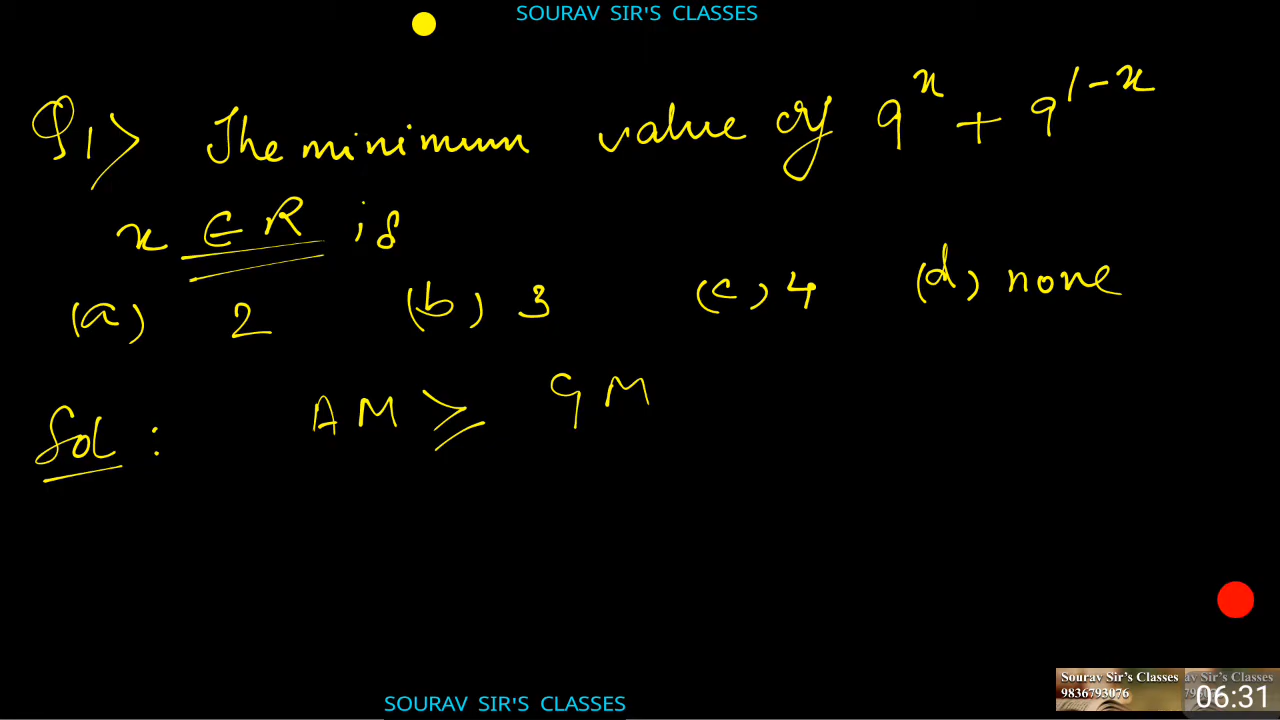 SOURAV SIR'S CLASSES
Q1> The minimum value of 9^x + 9^1-x
x ∈ R is
(a) 2 (b) 3 (c) 4 (d) none
Sol : AM ≥ GM
Sourav Sir's Classes
9836793076
06:31
SOURAV SIR'S CLASSES